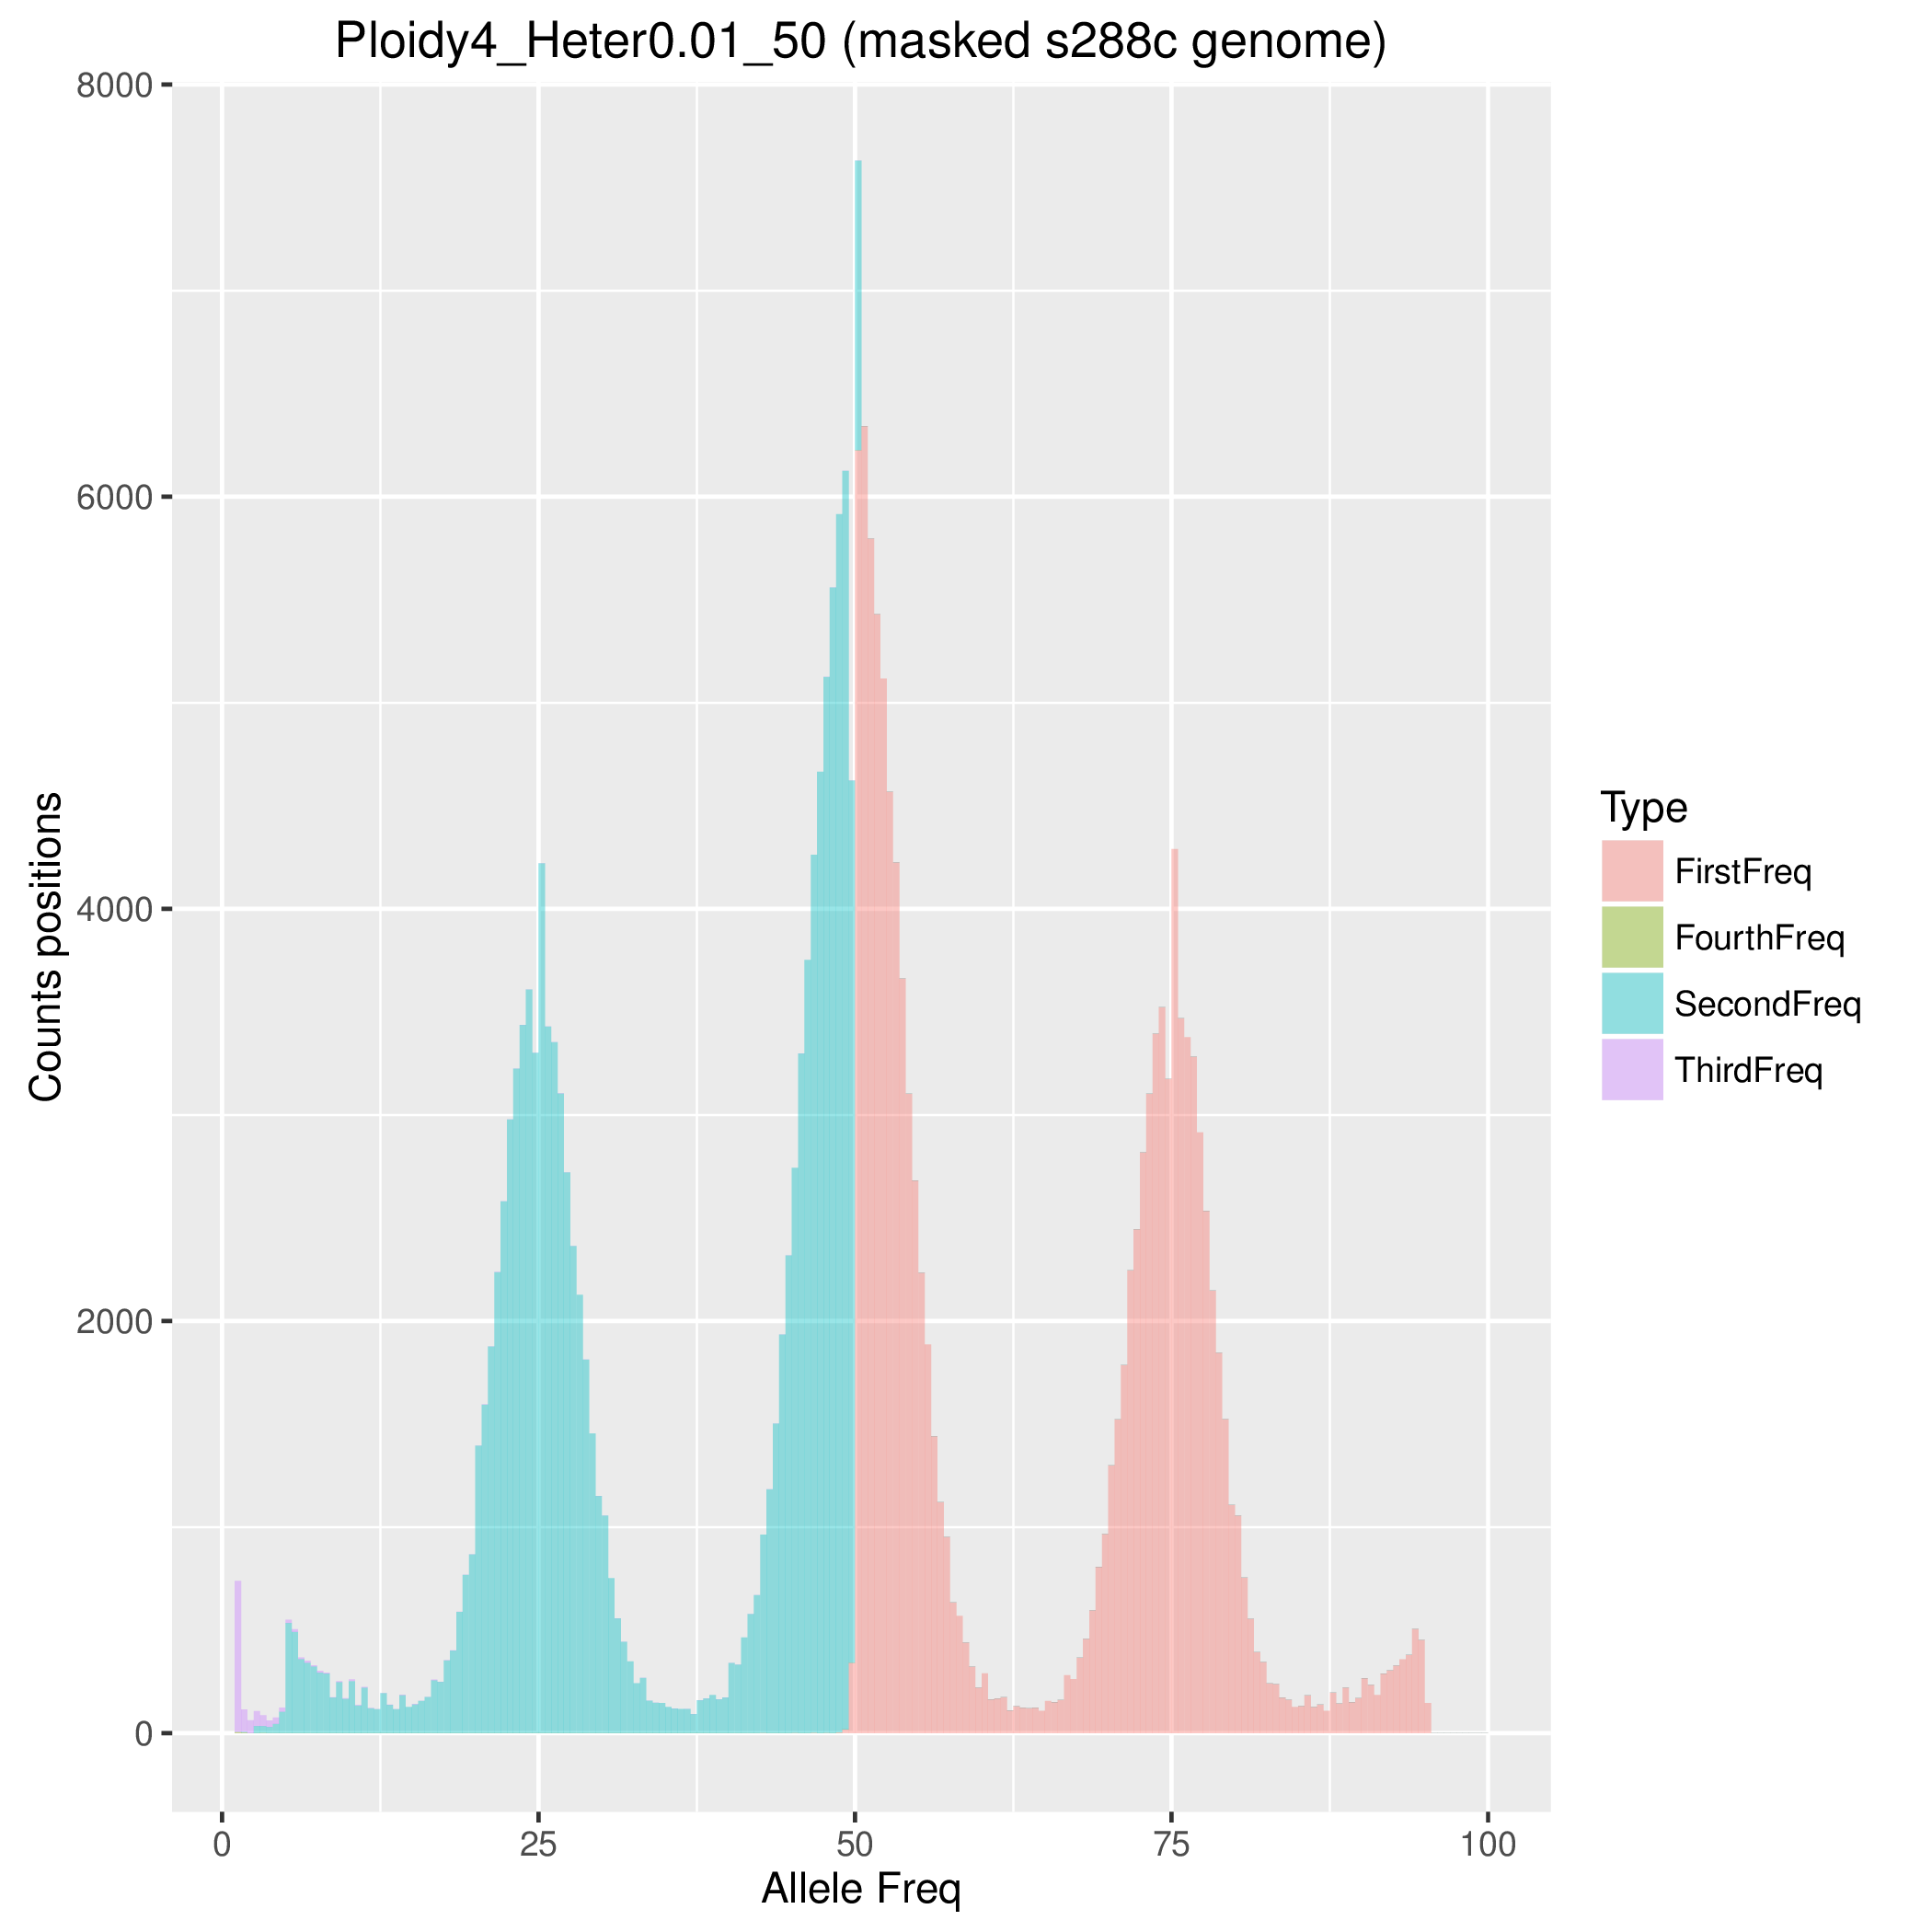 Ploidy4_Heter0.01_50 (masked s288c genome)
8000
6000
4000
2000
0
Counts positions
0 25 50 75 100
Allele Freq
Type
FirstFreq
FourthFreq
SecondFreq
ThirdFreq